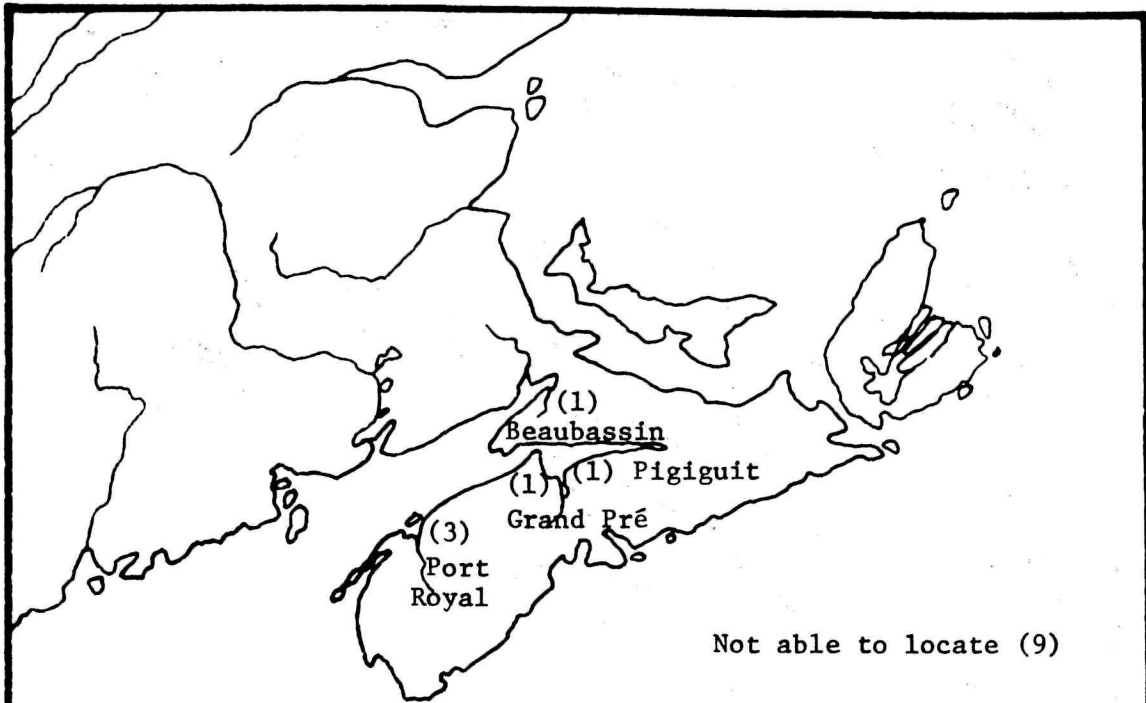 (1)
Beaubassin
(1) (1) Pigiguit
Grand Pré
(3)
Port
Royal
Not able to locate (9)